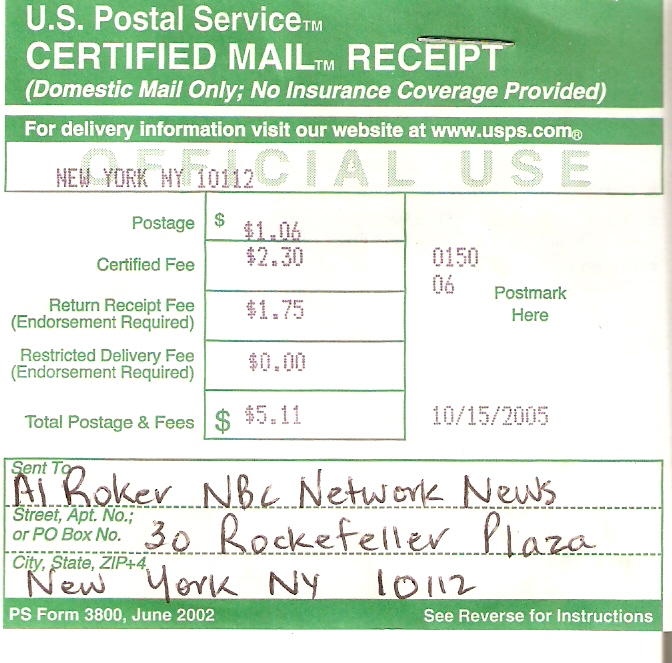 U.S. Postal Service™
CERTIFIED MAIL™ RECEIPT
(Domestic Mail Only; No Insurance Coverage Provided)
For delivery information visit our website at www.usps.com®
OFFICIAL USE
NEW YORK NY 10112
Postage $ $1.06
Certified Fee $2.30 0150
06
Return Receipt Fee
(Endorsement Required) $1.75 Postmark
Here
Restricted Delivery Fee
(Endorsement Required) $0.00
Total Postage & Fees $ $5.11 10/15/2005
Sent To
Al Roker NBC Network News
Street, Apt. No.;
or PO Box No. 30 Rockefeller Plaza
City, State, ZIP+4
New York NY 10112
PS Form 3800, June 2002 See Reverse for Instructions